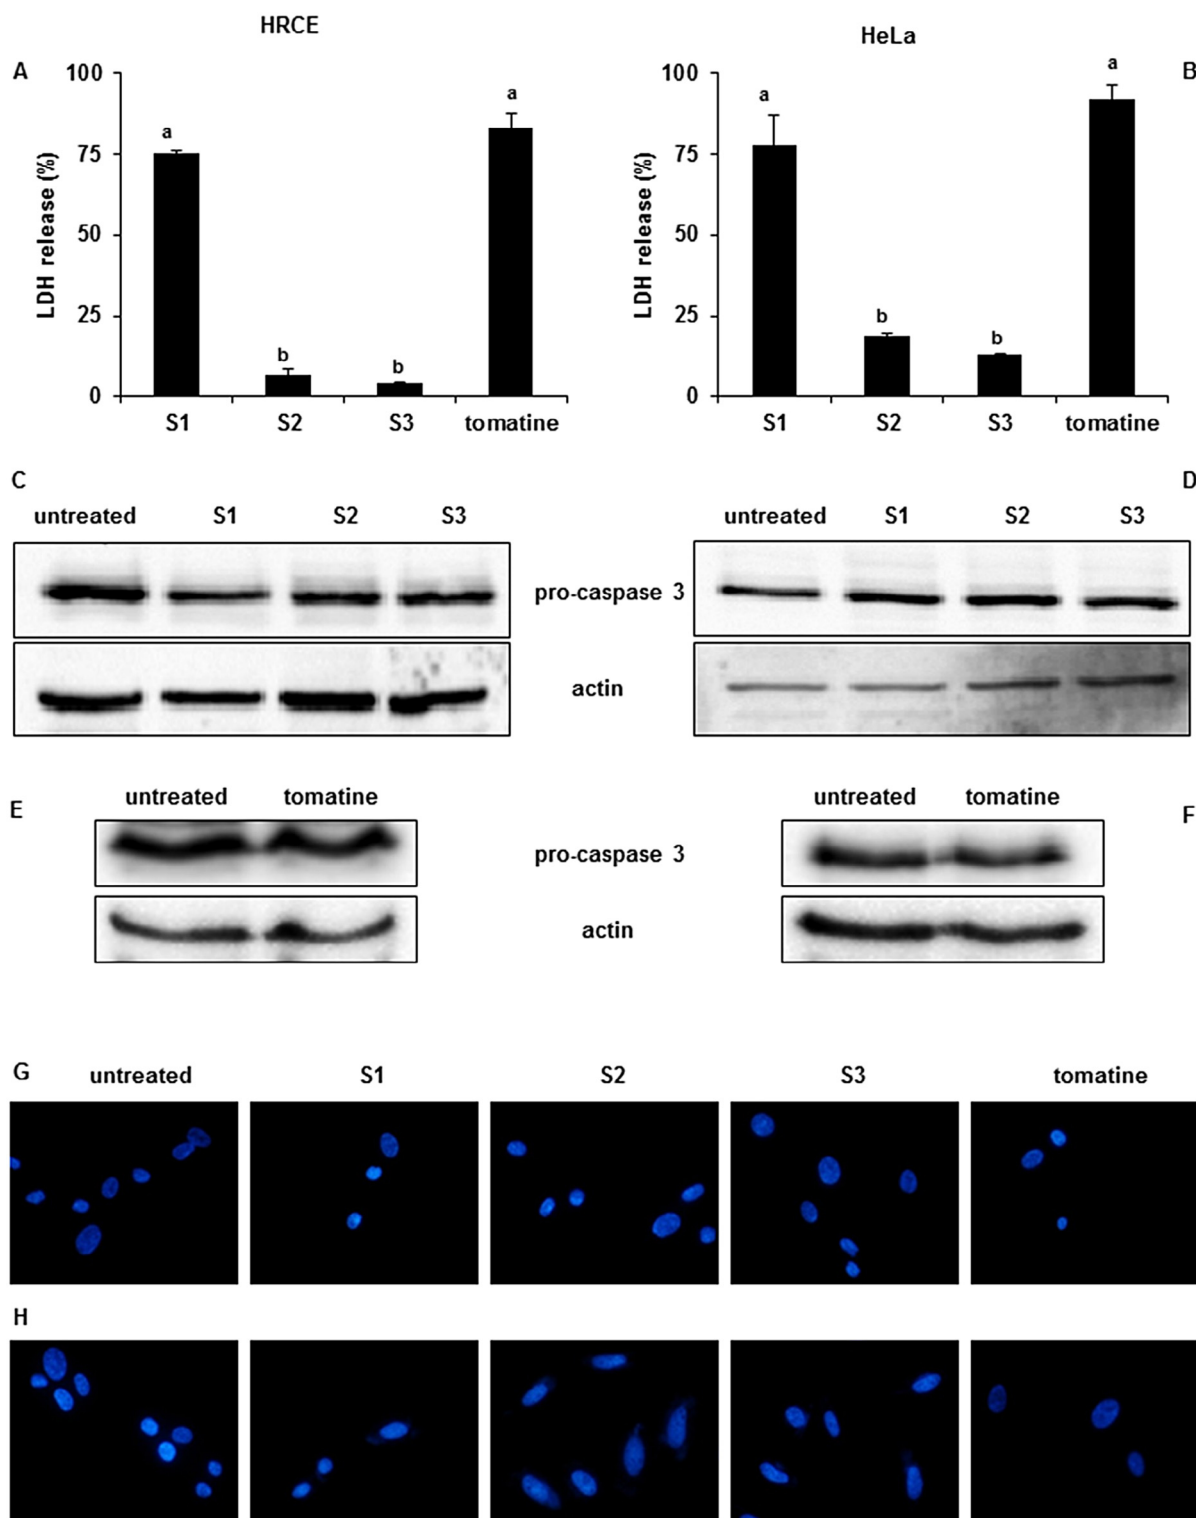 HRCE
HeLa
A
B
100
75
50
25
0
LDH release (%)
a
b
b
a
S1 S2 S3 tomatine
100
75
50
25
0
LDH release (%)
a
b
b
a
S1 S2 S3 tomatine
C
D
untreated S1 S2 S3
untreated S1 S2 S3
pro-caspase 3
actin
E
F
untreated tomatine
untreated tomatine
pro-caspase 3
actin
G
untreated S1 S2 S3 tomatine
H